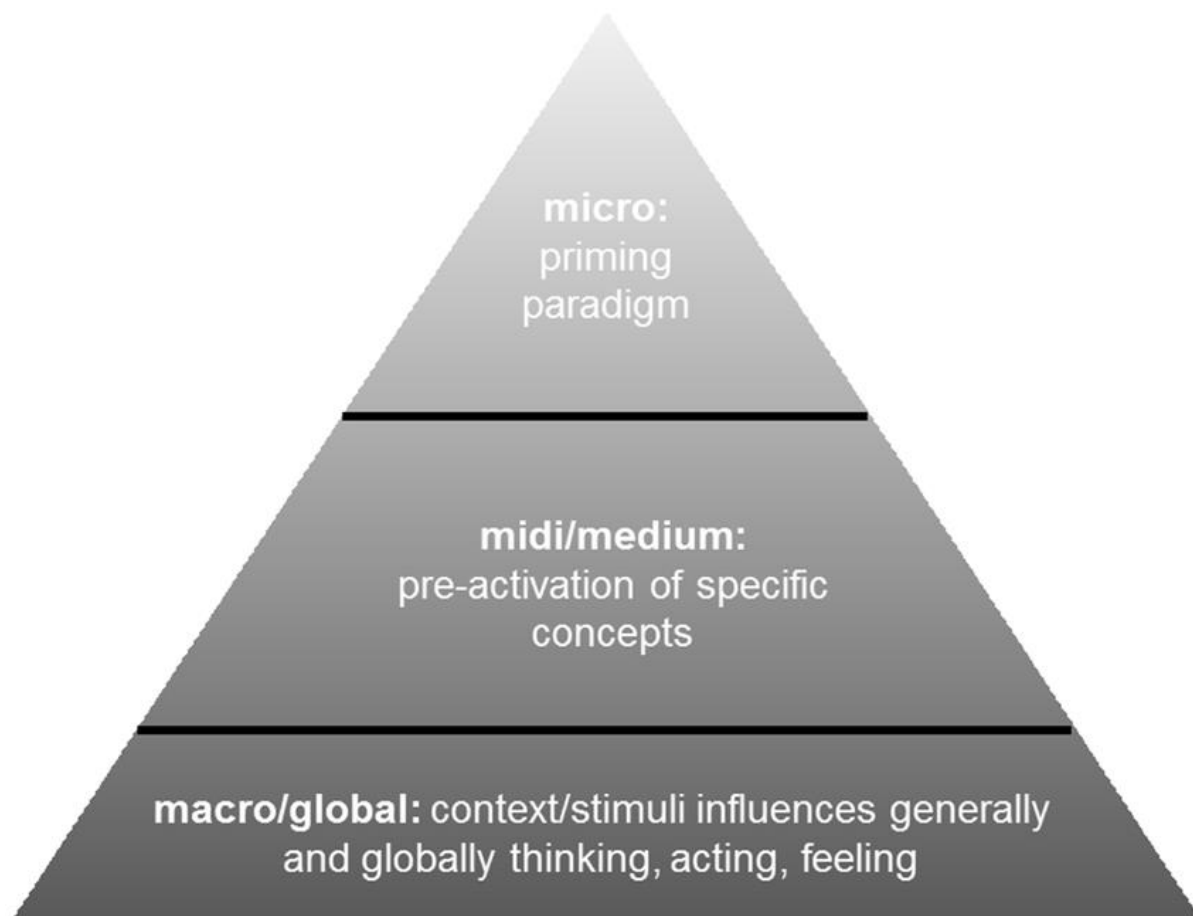 micro:
priming
paradigm
midi/medium:
pre-activation of specific
concepts
macro/global: context/stimuli influences generally
and globally thinking, acting, feeling